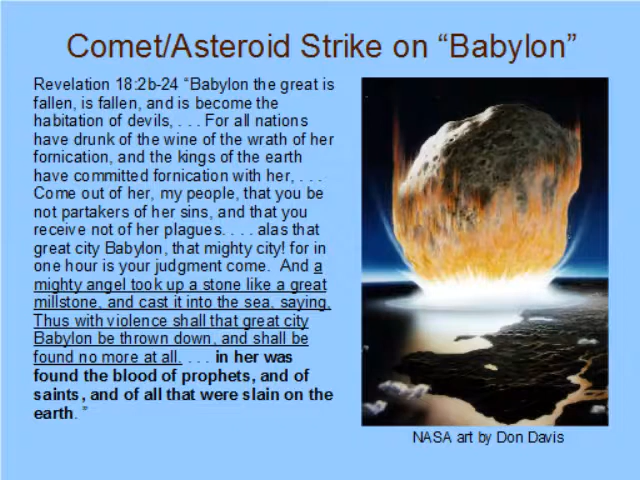 Comet/Asteroid Strike on “Babylon”
Revelation 18:2b-24 “Babylon the great is
fallen, is fallen, and is become the
habitation of devils, . . . For all nations
have drunk of the wine of the wrath of her
fornication, and the kings of the earth
have committed fornication with her, . . .
Come out of her, my people, that you be
not partakers of her sins, and that you
receive not of her plagues. . . . alas that
great city Babylon, that mighty city! for in
one hour is your judgment come.  And a
mighty angel took up a stone like a great
millstone, and cast it into the sea, saying,
Thus with violence shall that great city
Babylon be thrown down, and shall be
found no more at all. . . . in her was
found the blood of prophets, and of
saints, and of all that were slain on the
earth. ”
NASA art by Don Davis